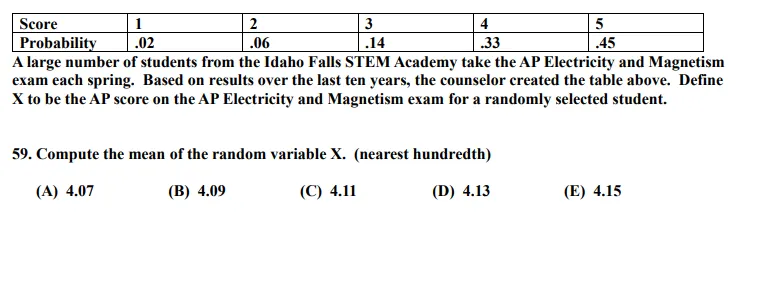 Score 1 2 3 4 5
Probability .02 .06 .14 .33 .45
A large number of students from the Idaho Falls STEM Academy take the AP Electricity and Magnetism
exam each spring. Based on results over the last ten years, the counselor created the table above. Define
X to be the AP score on the AP Electricity and Magnetism exam for a randomly selected student.
59. Compute the mean of the random variable X. (nearest hundredth)
(A) 4.07 (B) 4.09 (C) 4.11 (D) 4.13 (E) 4.15